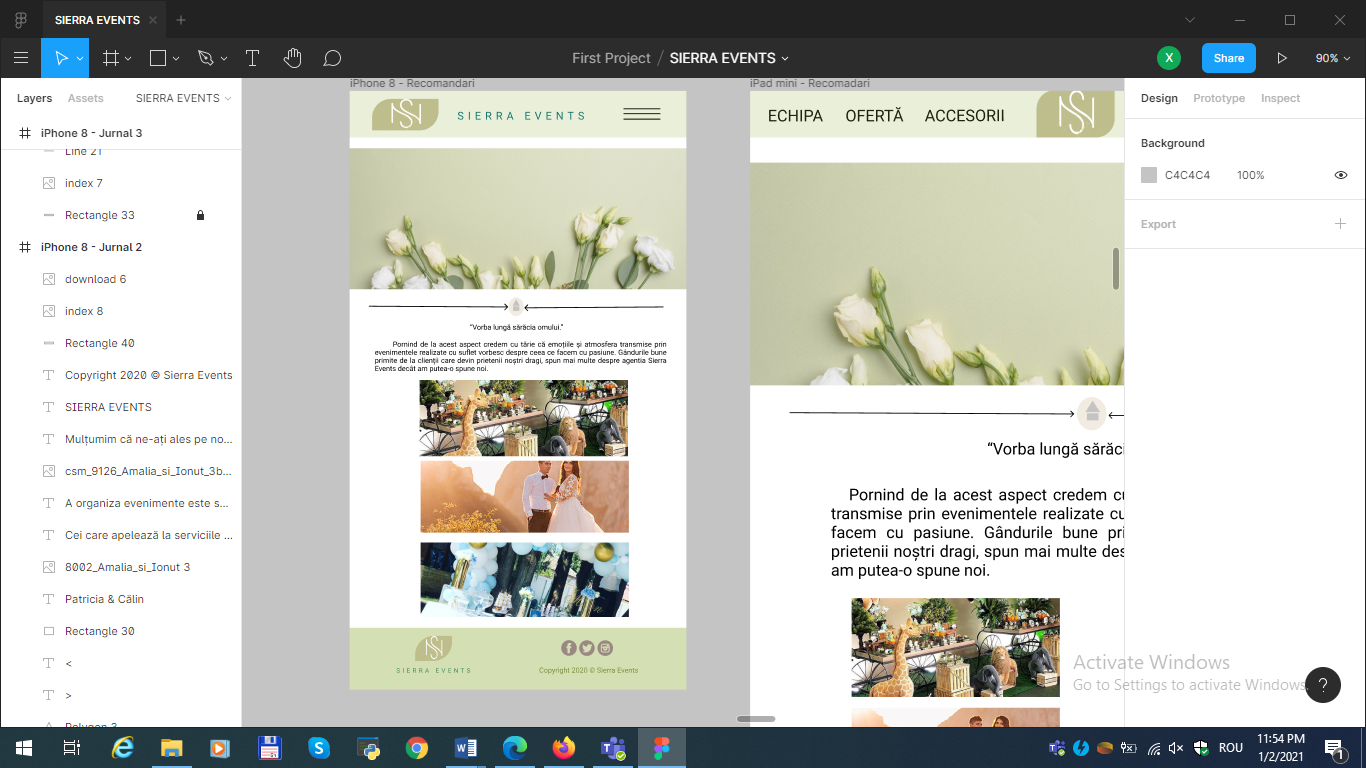 SIERRA EVENTS
First Project / SIERRA EVENTS
X
Share
90%
Layers
Assets
SIERRA EVENTS
iPhone 8 - Jurnal 3
Line 21
index 7
Rectangle 33
iPhone 8 - Jurnal 2
download 6
index 8
Rectangle 40
Copyright 2020 © Sierra Events
SIERRA EVENTS
Mulțumim că ne-ați ales pe no...
csm_9126_Amalia_si_Ionut_3b...
A organiza evenimente este s...
Cei care apelează la serviciile ...
8002_Amalia_si_Ionut 3
Patricia & Călin
Rectangle 30
<
>
Polygon 3
iPhone 8 - Recomandari
SIERRA EVENTS
"Vorba lungă sărăcia omului."
Pornind de la acest aspect credem cu tărie că emoțiile și atmosfera transmise prin
evenimentele realizate cu suflet vorbesc despre ceea ce facem cu pasiune. Gândurile bune
primite de la clienții care devin prietenii noștri dragi, spun mai multe despre agentia Sierra
Events decât am putea-o spune noi.
SIERRA EVENTS
Copyright 2020 © Sierra Events
iPad mini - Recomadari
ECHIPA OFERTĂ ACCESORII
“Vorba lungă sărăci
Pornind de la acest aspect credem cu
transmise prin evenimentele realizate cu
facem cu pasiune. Gândurile bune pri
prietenii noștri dragi, spun mai multe des
am putea-o spune noi.
Design
Prototype
Inspect
Background
C4C4C4
100%
Export
Activate Windows
Go to Settings to activate Windows.
?
ROU
11:54 PM
1/2/2021
1